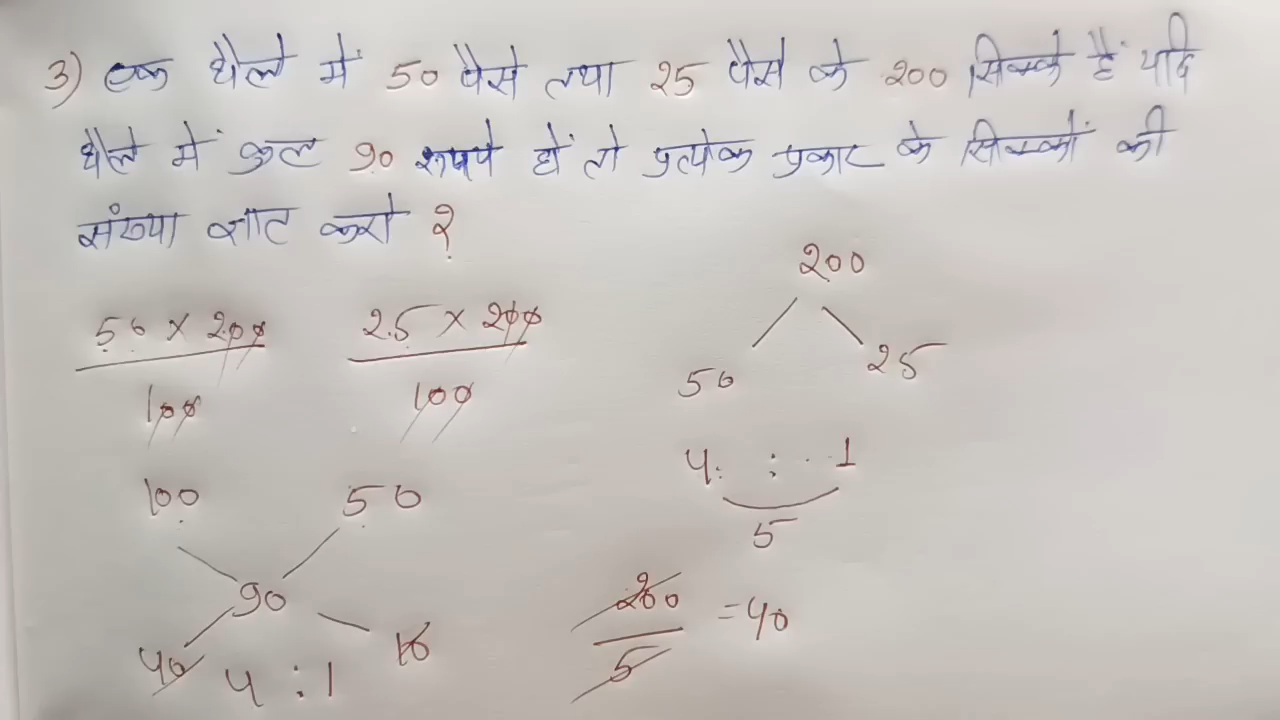 3) एक थैले में 50 पैसे तथा 25 पैसे के 200 सिक्के हैं यदि
थैले में कुल 90 रूपये हों तो प्रत्येक प्रकार के सिक्कों की
संख्या ज्ञात करो ?
200
50 × 200
25 × 200
100
100
50
25
4 : 1
100
50
5
90
200
5
= 40
40
10
4 : 1